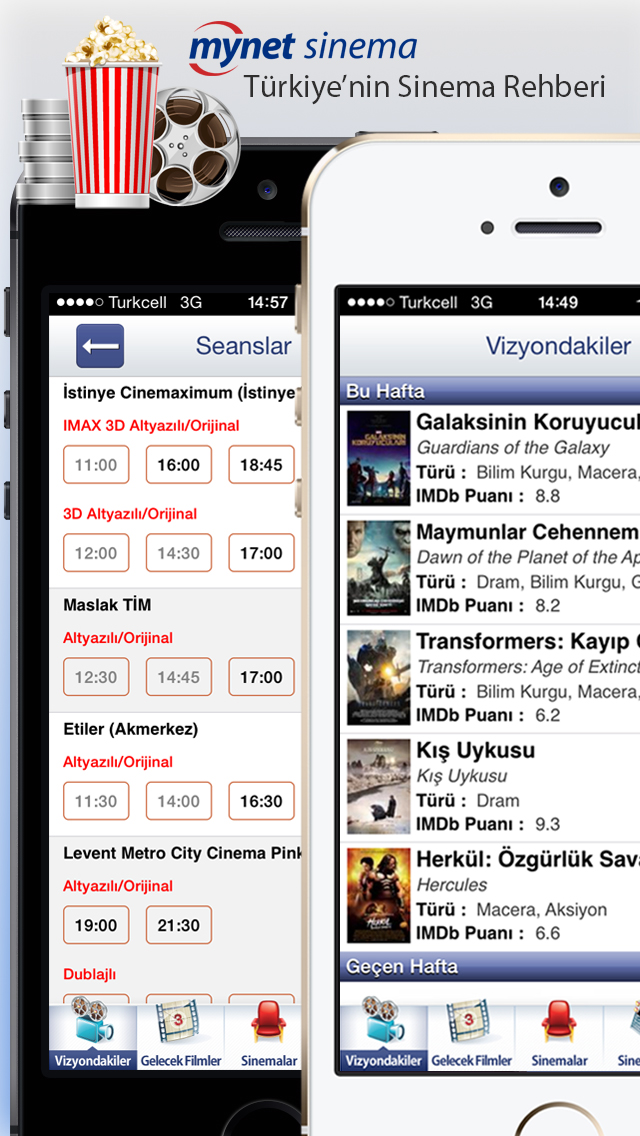 mynet sinema
Türkiye'nin Sinema Rehberi
Turkcell 3G 14:57
Seanslar
İstinye Cinemaximum (İstinye
IMAX 3D Altyazılı/Orijinal
11:00 16:00 18:45
3D Altyazılı/Orijinal
12:00 14:30 17:00
Maslak TİM
Altyazılı/Orijinal
12:30 14:45 17:00
Etiler (Akmerkez)
Altyazılı/Orijinal
11:30 14:00 16:30
Levent Metro City Cinema Pink
Altyazılı/Orijinal
19:00 21:30
Dublajlı
Vizyondakiler Gelecek Filmler Sinemalar
Turkcell 3G 14:49
Vizyondakiler
Bu Hafta
GALAKSİNİN KORUYUCULARI
Galaksinin Koruyucul
Guardians of the Galaxy
Türü : Bilim Kurgu, Macera,
IMDb Puanı : 8.8
Maymunlar Cehennem
Dawn of the Planet of the Ap
Türü : Dram, Bilim Kurgu, G
IMDb Puanı : 8.2
Transformers: Kayıp
Transformers: Age of Extinct
Türü : Bilim Kurgu, Macera,
IMDb Puanı : 6.2
Kış Uykusu
Kış Uykusu
Türü : Dram
IMDb Puanı : 9.3
Herkül: Özgürlük Sava
Hercules
Türü : Macera, Aksiyon
IMDb Puanı : 6.6
Geçen Hafta
3
Vizyondakiler Gelecek Filmler Sinemalar Sine